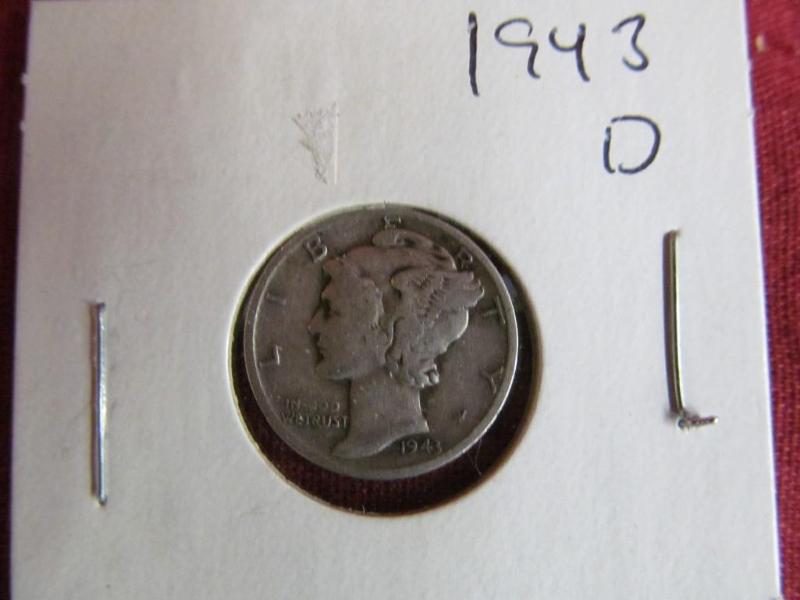 1943
D
LIBERTY
IN GOD
WE TRUST
1943